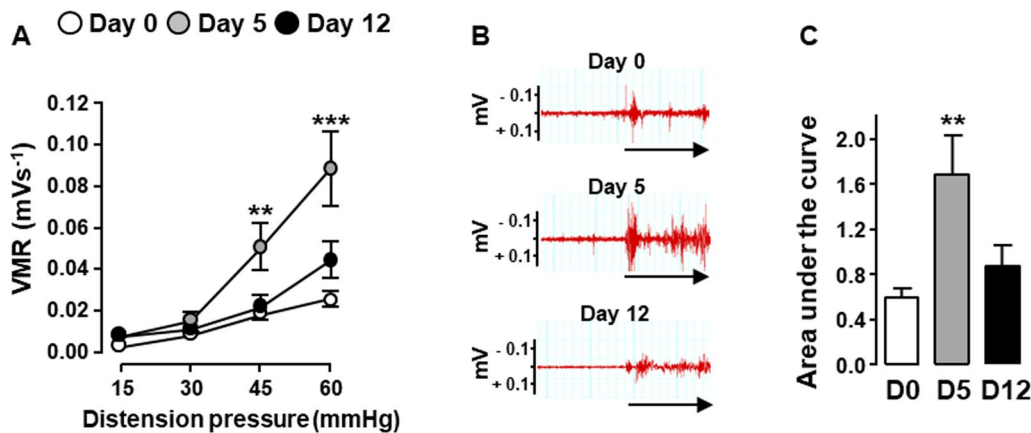 A
Day 0 Day 5 Day 12
VMR (mVs-1)
0.12
0.10
0.08
0.06
0.04
0.02
0.00
***
**
15 30 45 60
Distension pressure (mmHg)
B
Day 0
mV
- 0.1
+ 0.1
Day 5
mV
- 0.1
+ 0.1
Day 12
mV
- 0.1
+ 0.1
C
Area under the curve
2.0
1.6
1.2
0.8
0.4
0.0
**
D0 D5 D12